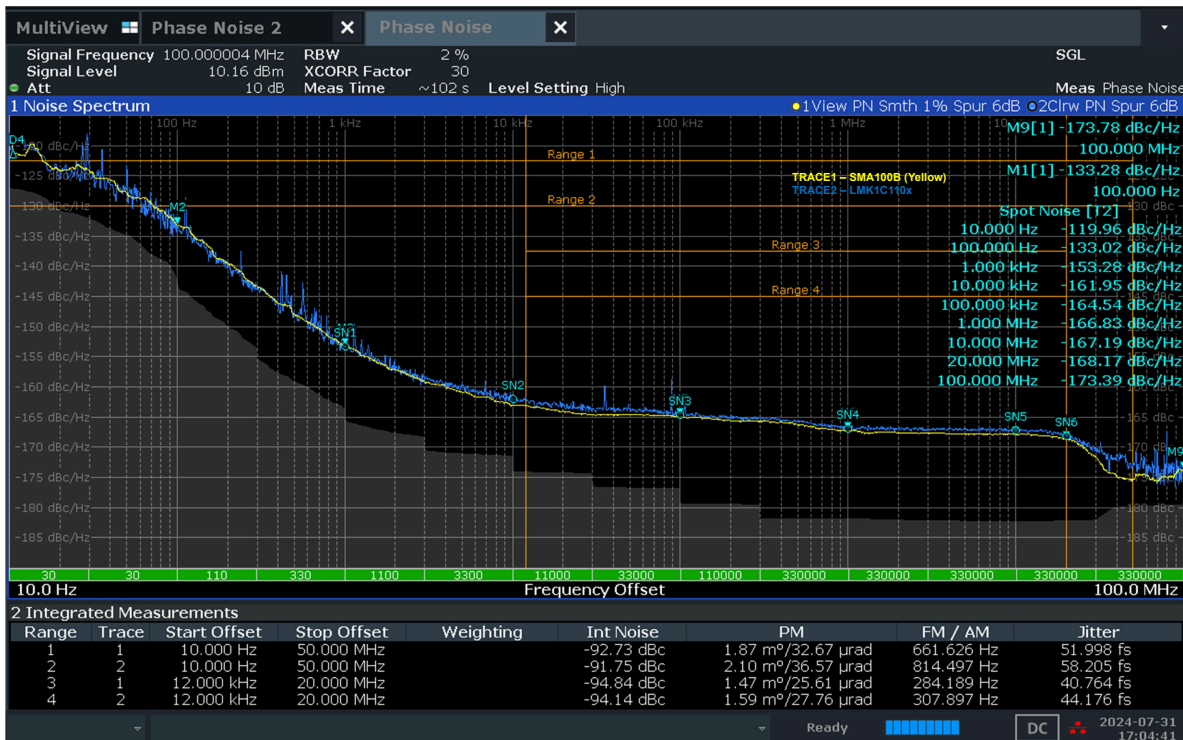 MultiView Phase Noise 2 X Phase Noise X
Signal Frequency 100.000004 MHz RBW 2 % SGL
Signal Level 10.16 dBm XCORR Factor 30
Att 10 dB Meas Time ~102 s Level Setting High Meas Phase Noise
1 Noise Spectrum 1View PN Smth 1% Spur 6dB 2Clrw PN Spur 6dB
100 Hz 1 kHz 10 kHz 100 kHz 1 MHz
M9[1] -173.78 dBc/Hz
100.000 MHz
M1[1] -133.28 dBc/Hz
100.000 Hz
Spot Noise [T2]
10.000 Hz -119.96 dBc/Hz
100.000 Hz -133.02 dBc/Hz
1.000 kHz -153.28 dBc/Hz
10.000 kHz -161.95 dBc/Hz
100.000 kHz -164.54 dBc/Hz
1.000 MHz -166.83 dBc/Hz
10.000 MHz -167.19 dBc/Hz
20.000 MHz -168.17 dBc/Hz
100.000 MHz -173.39 dBc/Hz
TRACE1 – SMA100B (Yellow)
TRACE2 – LMK1C110x
Range 1
Range 2
Range 3
Range 4
D4
M2
SN1
SN2
SN3
SN4
SN5
SN6
M9
-125 dBc/Hz
-130 dBc/Hz
-135 dBc/Hz
-140 dBc/Hz
-145 dBc/Hz
-150 dBc/Hz
-155 dBc/Hz
-160 dBc/Hz
-165 dBc/Hz
-170 dBc/Hz
-175 dBc/Hz
-180 dBc/Hz
-185 dBc/Hz
30 30 110 330 1100 3300 11000 33000 110000 330000 330000 330000 330000 330000
10.0 Hz Frequency Offset 100.0 MHz
2 Integrated Measurements
Range Trace Start Offset Stop Offset Weighting Int Noise PM FM / AM Jitter
1 1 10.000 Hz 50.000 MHz -92.73 dBc 1.87 m°/32.67 µrad 661.626 Hz 51.998 fs
2 2 10.000 Hz 50.000 MHz -91.75 dBc 2.10 m°/36.57 µrad 814.497 Hz 58.205 fs
3 1 12.000 kHz 20.000 MHz -94.84 dBc 1.47 m°/25.61 µrad 284.189 Hz 40.764 fs
4 2 12.000 kHz 20.000 MHz -94.14 dBc 1.59 m°/27.76 µrad 307.897 Hz 44.176 fs
Ready DC 2024-07-31
17:04:41